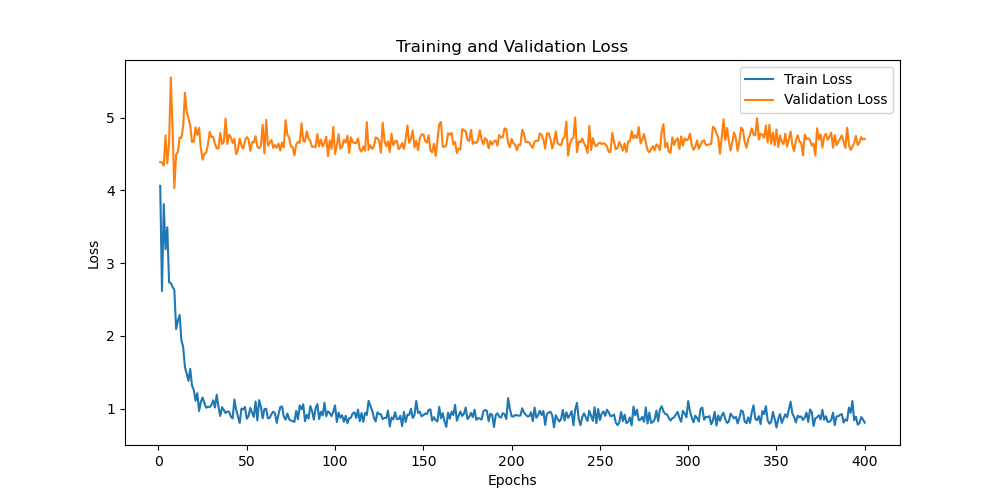 Training and Validation Loss
Train Loss
Validation Loss
5
4
3
2
1
Loss
0 50 100 150 200 250 300 350 400
Epochs